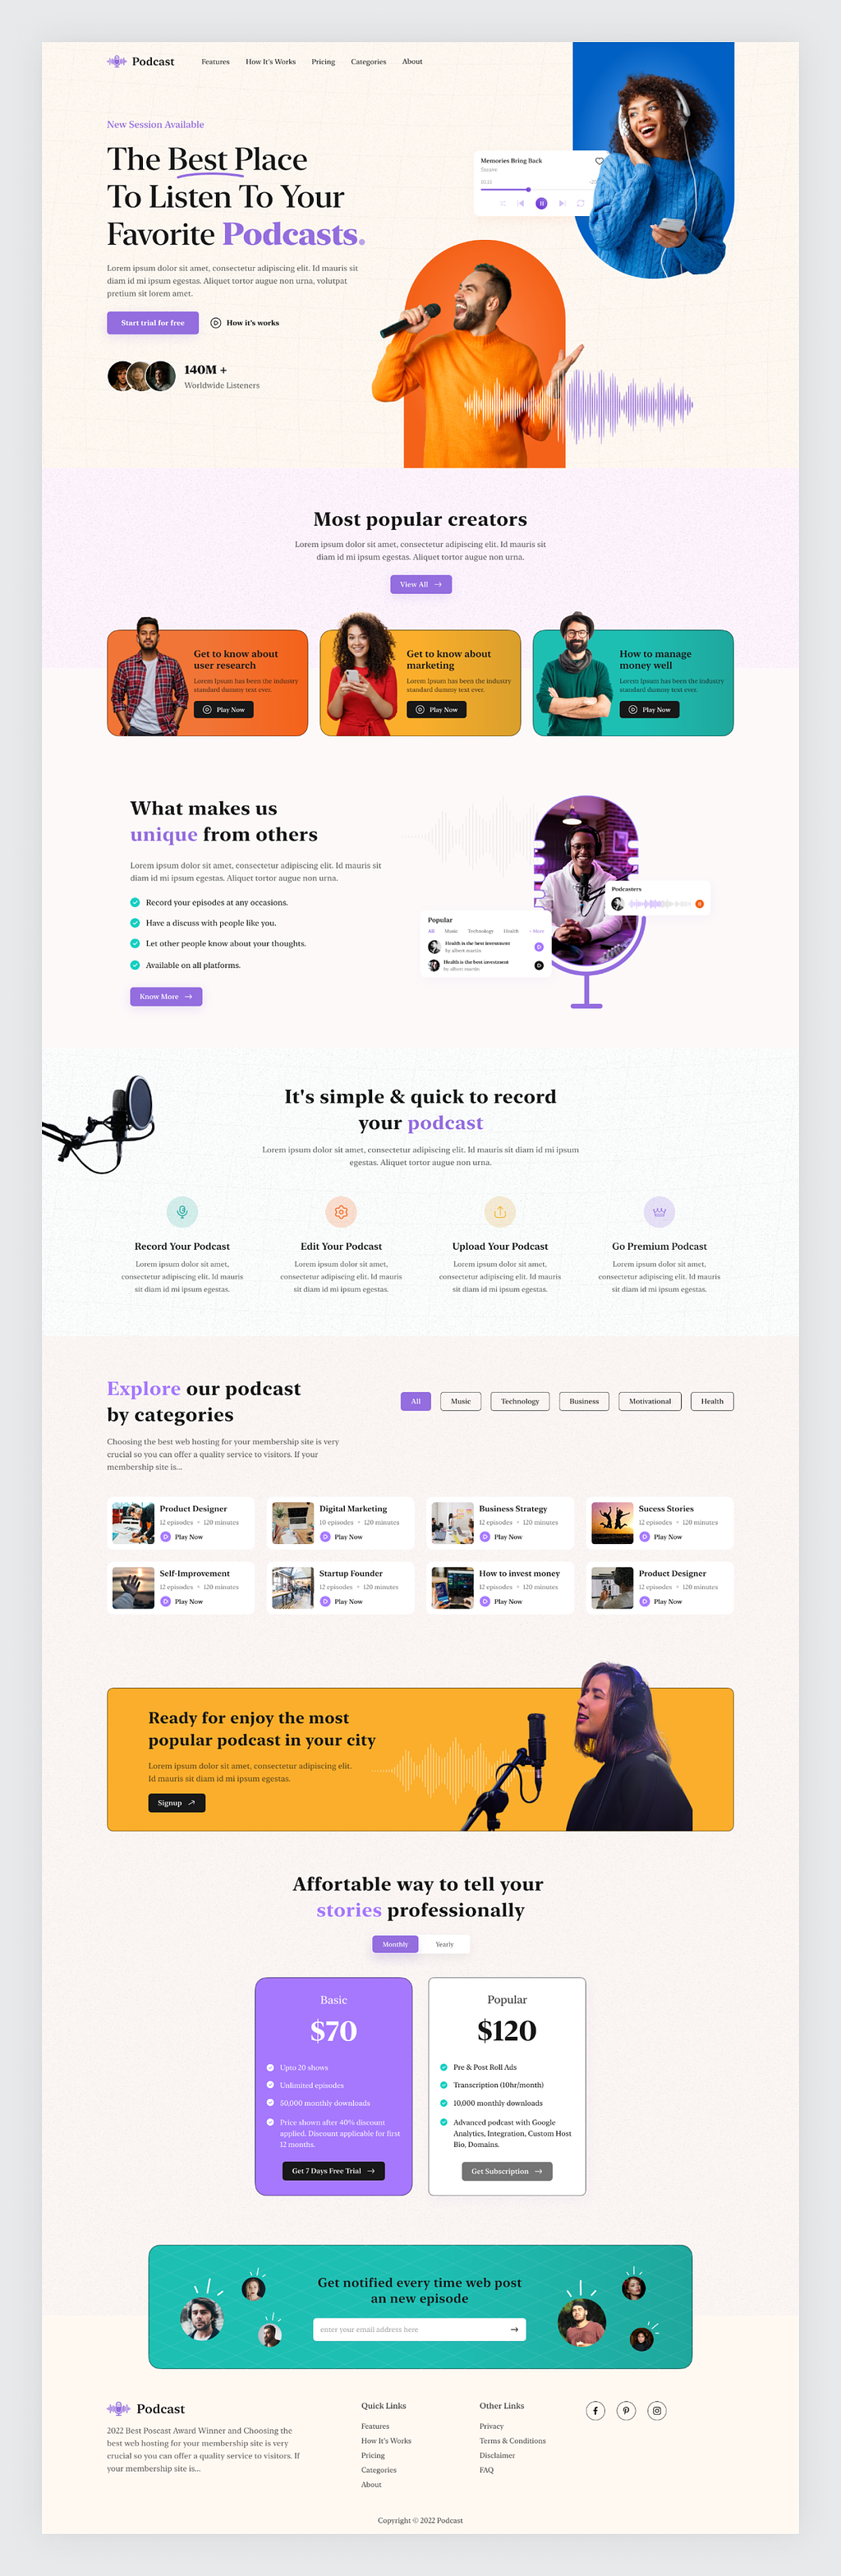 Podcast
Features
How It's Works
Pricing
Categories
About
New Session Available
The Best Place
To Listen To Your
Favorite Podcasts.
Lorem ipsum dolor sit amet, consectetur adipiscing elit. Id mauris sit
diam id mi ipsum egestas. Aliquet tortor augue non urna, volutpat
pretium sit lorem amet.
Start trial for free
How it's works
140M +
Worldwide Listeners
Memories Bring Back
Most popular creators
Lorem ipsum dolor sit amet, consectetur adipiscing elit. Id mauris sit
diam id mi ipsum egestas. Aliquet tortor augue non urna.
View All
Get to know about
user research
Lorem Ipsum has been the industry
standard dummy text ever.
Play Now
Get to know about
marketing
Lorem Ipsum has been the industry
standard dummy text ever.
Play Now
How to manage
money well
Lorem Ipsum has been the industry
standard dummy text ever.
Play Now
What makes us
unique from others
Lorem ipsum dolor sit amet, consectetur adipiscing elit. Id mauris sit
diam id mi ipsum egestas. Aliquet tortor augue non urna.
Record your episodes at any occasions.
Have a discuss with people like you.
Let other people know about your thoughts.
Available on all platforms.
Know More
Podcasters
Popular
All
Music
Technology
Health
+ More
Health is the best investment
by albert martin
Health is the best investment
by albert martin
It's simple & quick to record
your podcast
Lorem ipsum dolor sit amet, consectetur adipiscing elit. Id mauris sit diam id mi ipsum
egestas. Aliquet tortor augue non urna.
Record Your Podcast
Lorem ipsum dolor sit amet,
consectetur adipiscing elit. Id mauris
sit diam id mi ipsum egestas.
Edit Your Podcast
Lorem ipsum dolor sit amet,
consectetur adipiscing elit. Id mauris
sit diam id mi ipsum egestas.
Upload Your Podcast
Lorem ipsum dolor sit amet,
consectetur adipiscing elit. Id mauris
sit diam id mi ipsum egestas.
Go Premium Podcast
Lorem ipsum dolor sit amet,
consectetur adipiscing elit. Id mauris
sit diam id mi ipsum egestas.
Explore our podcast
by categories
Choosing the best web hosting for your membership site is very
crucial so you can offer a quality service to visitors. If your
membership site is...
All
Music
Technology
Business
Motivational
Health
Product Designer
12 episodes • 120 minutes
Play Now
Digital Marketing
10 episodes • 120 minutes
Play Now
Business Strategy
12 episodes • 120 minutes
Play Now
Sucess Stories
12 episodes • 120 minutes
Play Now
Self-Improvement
12 episodes • 120 minutes
Play Now
Startup Founder
12 episodes • 120 minutes
Play Now
How to invest money
12 episodes • 120 minutes
Play Now
Product Designer
12 episodes • 120 minutes
Play Now
Ready for enjoy the most
popular podcast in your city
Lorem ipsum dolor sit amet, consectetur adipiscing elit.
Id mauris sit diam id mi ipsum egestas.
Signup
Affortable way to tell your
stories professionally
Monthly
Yearly
Basic
$70
Upto 20 shows
Unlimited episodes
50,000 monthly downloads
Price shown after 40% discount
applied. Discount applicable for first
12 months.
Get 7 Days Free Trial
Popular
$120
Pre & Post Roll Ads
Transcription (10hr/month)
10,000 monthly downloads
Advanced podcast with Google
Analytics, Integration, Custom Host
Bio, Domains.
Get Subscription
Get notified every time web post
an new episode
enter your email address here
Podcast
2022 Best Poscast Award Winner and Choosing the
best web hosting for your membership site is very
crucial so you can offer a quality service to visitors. If
your membership site is...
Quick Links
Features
How It's Works
Pricing
Categories
About
Other Links
Privacy
Terms & Conditions
Disclaimer
FAQ
Copyright © 2022 Podcast